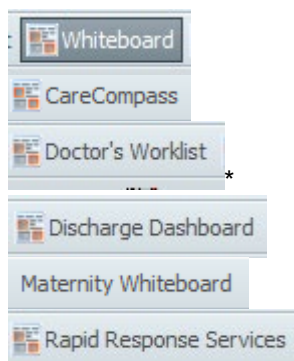 : Whiteboard
CareCompass
Doctor's Worklist
*
Discharge Dashboard
Maternity Whiteboard
Rapid Response Services